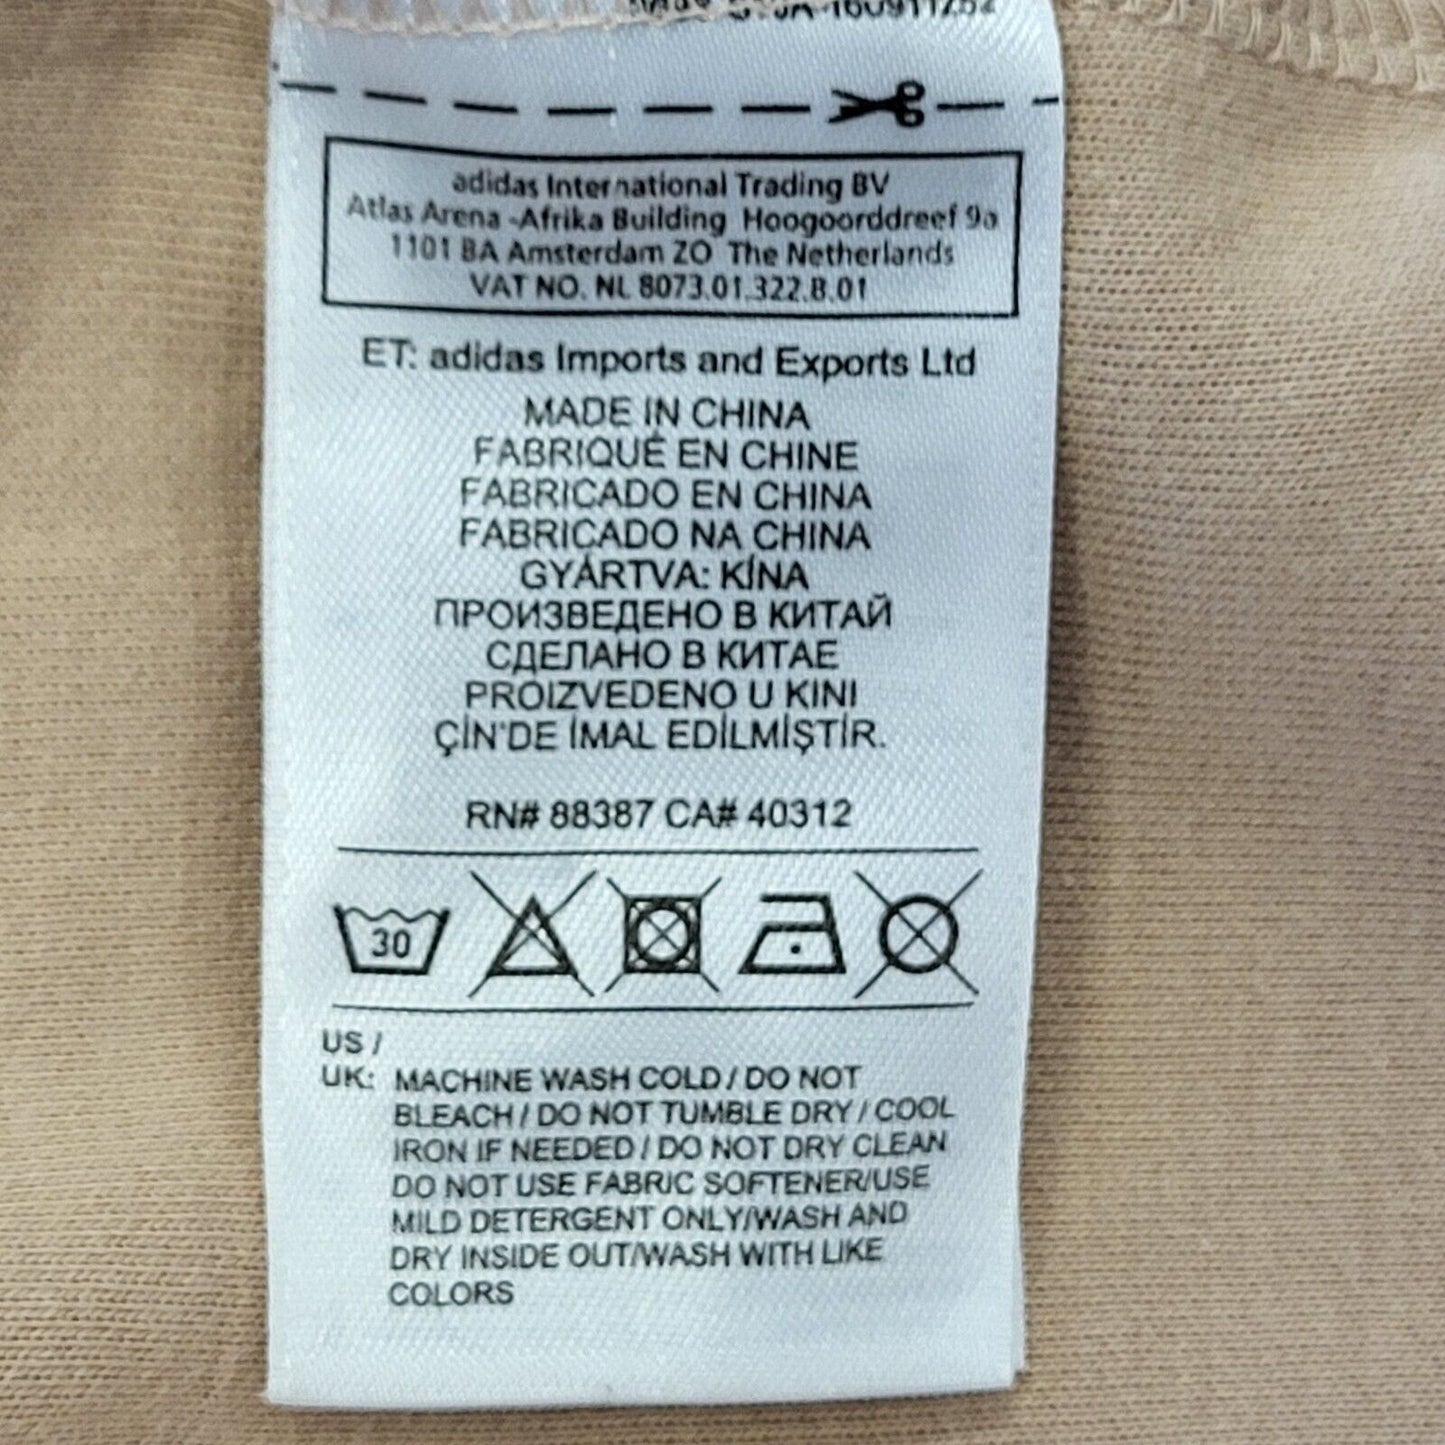 adidas International Trading BV
Atlas Arena -Afrika Building Hoogoorddreef 9a
1101 BA Amsterdam ZO The Netherlands
VAT NO. NL 8073.01.322.B.01
ET: adidas Imports and Exports Ltd
MADE IN CHINA
FABRIQUÉ EN CHINE
FABRICADO EN CHINA
FABRICADO NA CHINA
GYÁRTVA: KÍNA
ПРОИЗВЕДЕНО В КИТАЙ
СДЕЛАНО В КИТАЕ
PROIZVEDENO U KINI
ÇİN'DE İMAL EDİLMİŞTİR.
RN# 88387 CA# 40312
30
US /
UK: MACHINE WASH COLD / DO NOT
BLEACH / DO NOT TUMBLE DRY / COOL
IRON IF NEEDED / DO NOT DRY CLEAN
DO NOT USE FABRIC SOFTENER/USE
MILD DETERGENT ONLY/WASH AND
DRY INSIDE OUT/WASH WITH LIKE
COLORS